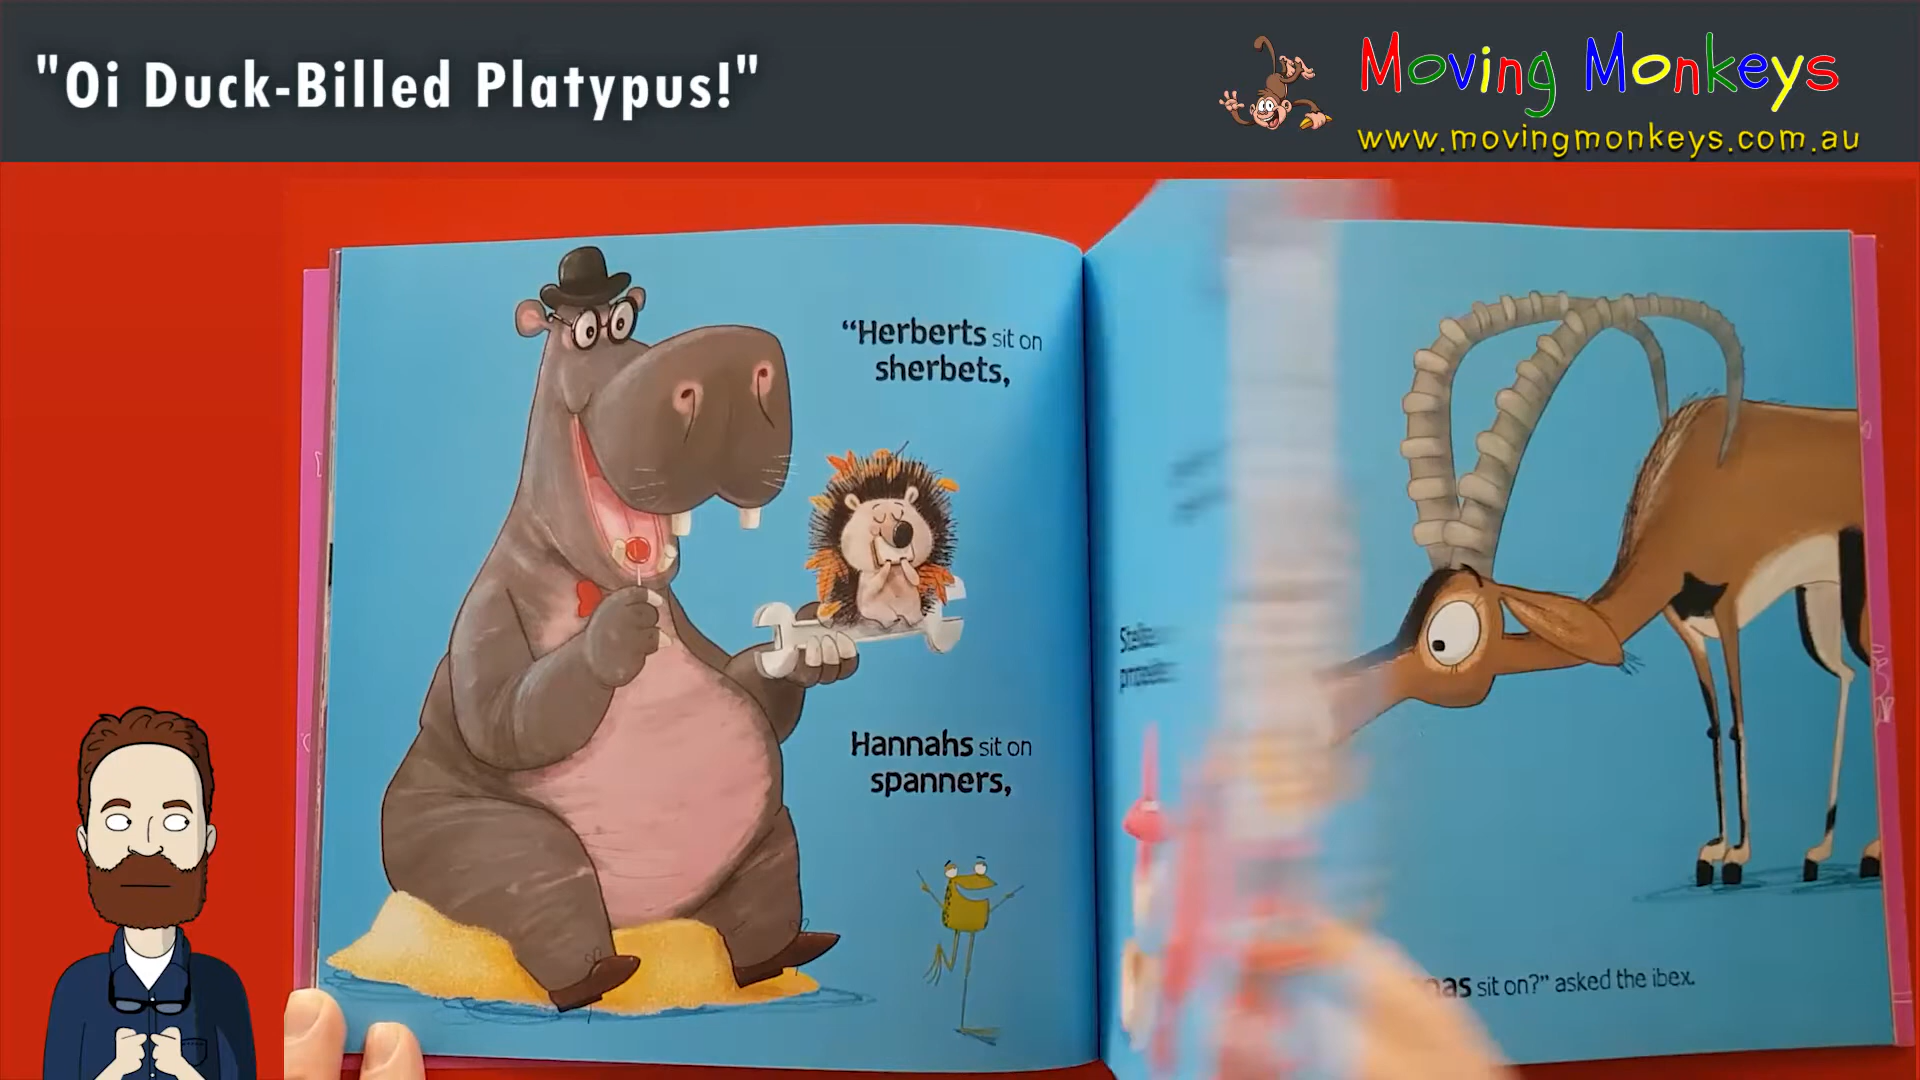 "Oi Duck-Billed Platypus!"
Moving Monkeys
www.movingmonkeys.com.au
“Herberts sit on
sherbets,
Hannahs sit on
spanners,
sit on?” asked the ibex.